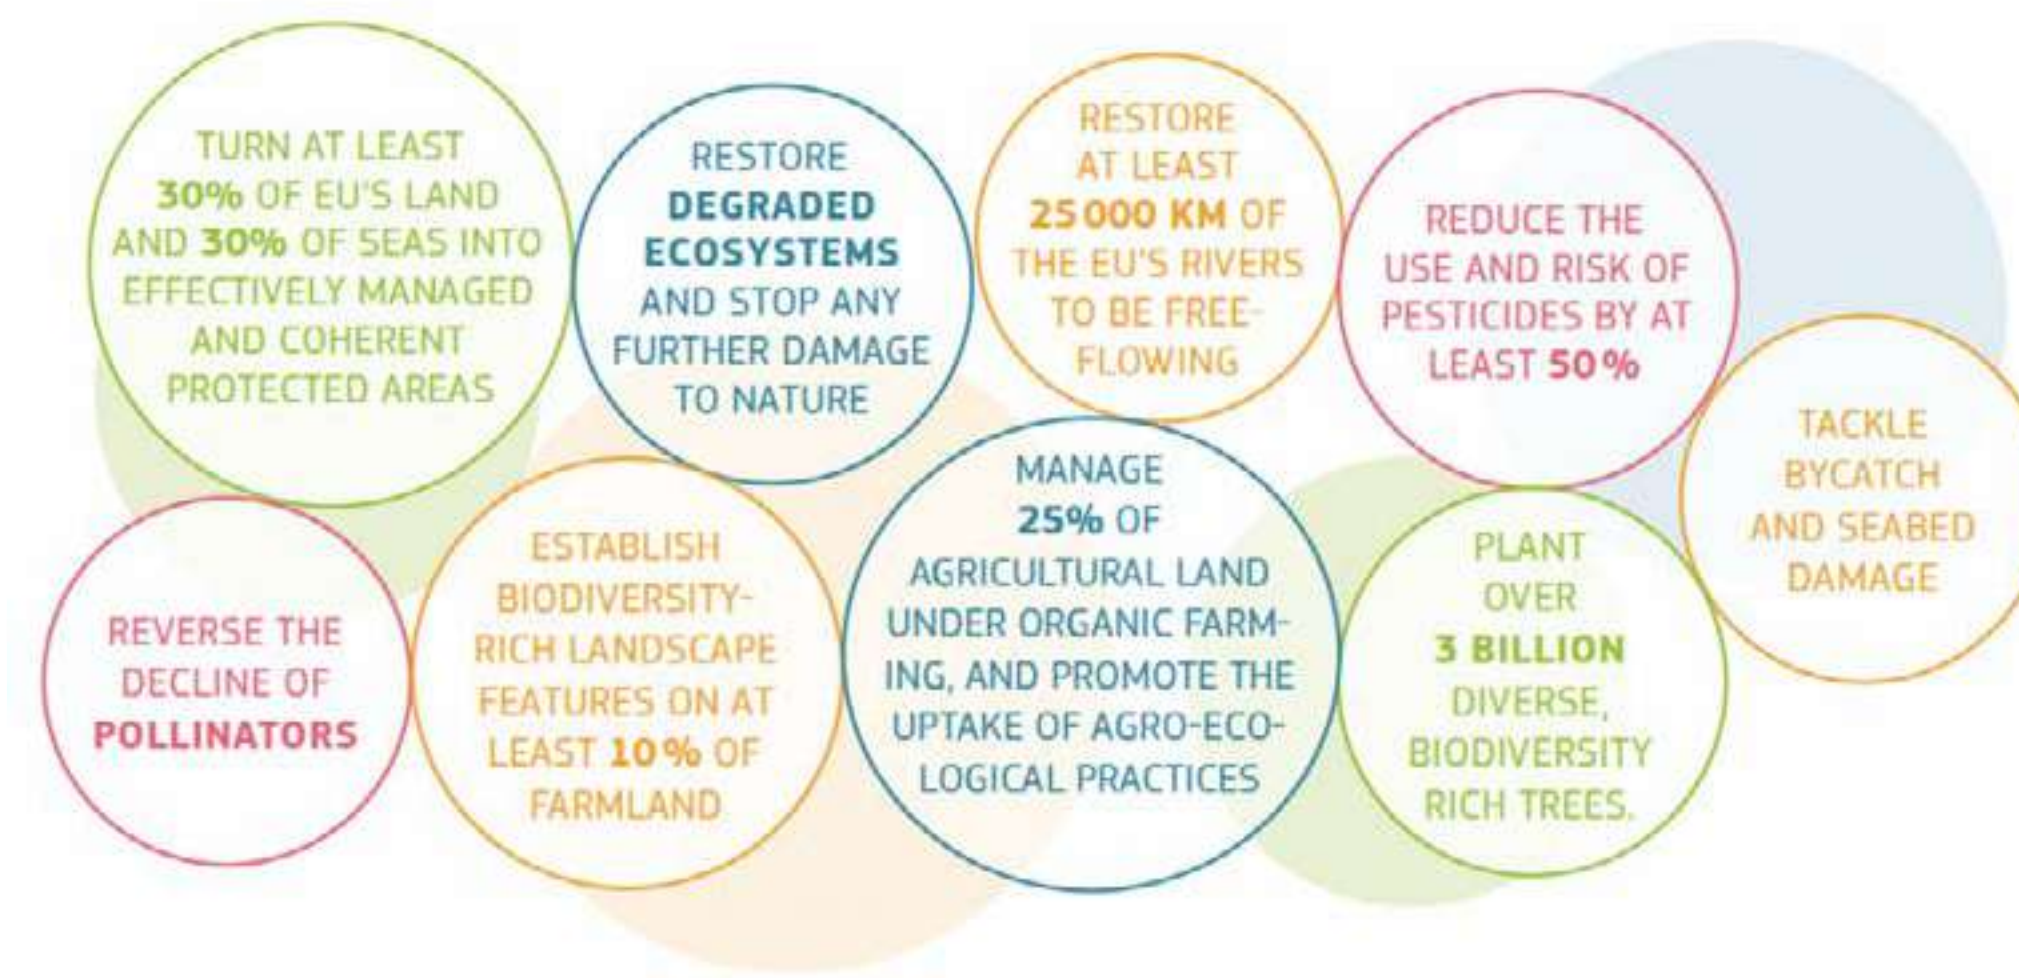 TURN AT LEAST
30% OF EU'S LAND
AND 30% OF SEAS INTO
EFFECTIVELY MANAGED
AND COHERENT
PROTECTED AREAS
RESTORE
DEGRADED
ECOSYSTEMS
AND STOP ANY
FURTHER DAMAGE
TO NATURE
RESTORE
AT LEAST
25 000 KM OF
THE EU'S RIVERS
TO BE FREE-
FLOWING
REDUCE THE
USE AND RISK OF
PESTICIDES BY AT
LEAST 50%
TACKLE
BYCATCH
AND SEABED
DAMAGE
REVERSE THE
DECLINE OF
POLLINATORS
ESTABLISH
BIODIVERSITY-
RICH LANDSCAPE
FEATURES ON AT
LEAST 10% OF
FARMLAND
MANAGE
25% OF
AGRICULTURAL LAND
UNDER ORGANIC FARM-
ING, AND PROMOTE THE
UPTAKE OF AGRO-ECO-
LOGICAL PRACTICES
PLANT
OVER
3 BILLION
DIVERSE,
BIODIVERSITY
RICH TREES.